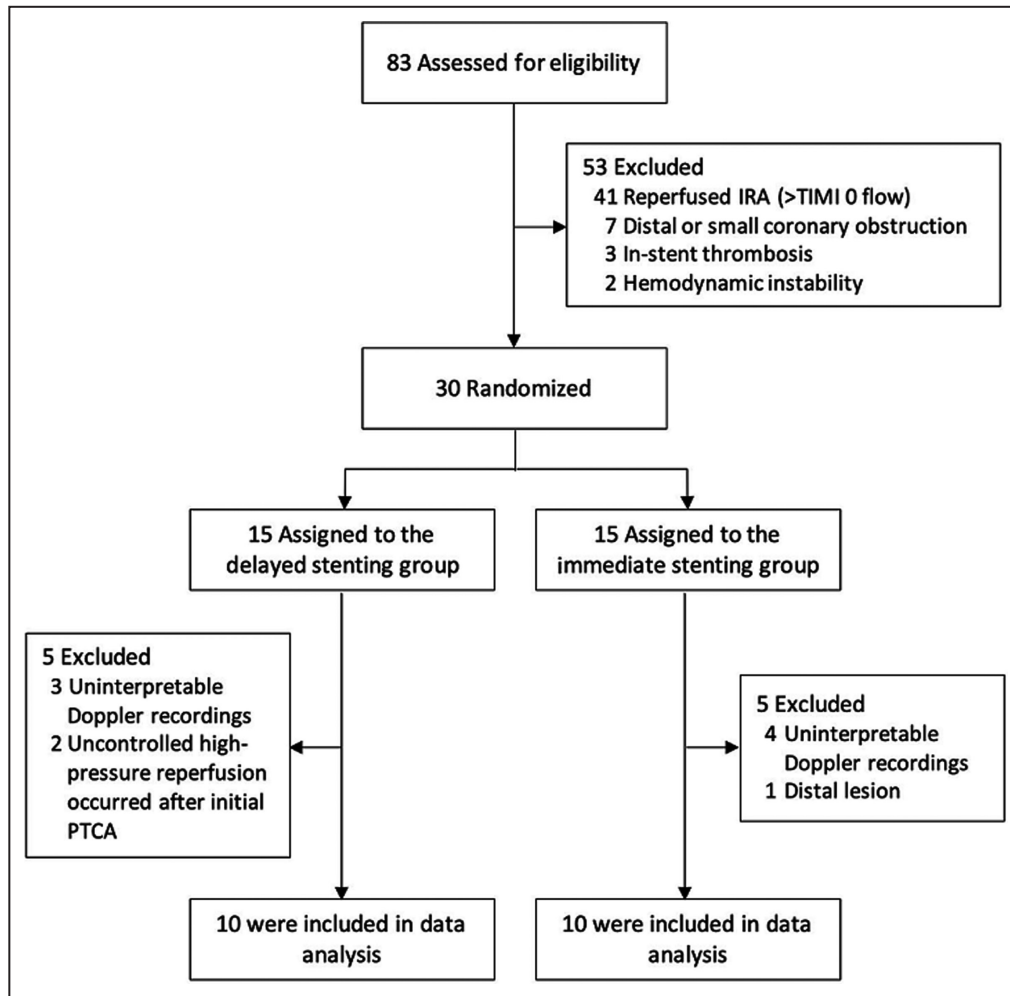 83 Assessed for eligibility
53 Excluded
41 Reperfused IRA (>TIMI 0 flow)
7 Distal or small coronary obstruction
3 In-stent thrombosis
2 Hemodynamic instability
30 Randomized
15 Assigned to the
delayed stenting group
15 Assigned to the
immediate stenting group
5 Excluded
3 Uninterpretable
Doppler recordings
2 Uncontrolled high-
pressure reperfusion
occurred after initial
PTCA
5 Excluded
4 Uninterpretable
Doppler recordings
1 Distal lesion
10 were included in data
analysis
10 were included in data
analysis